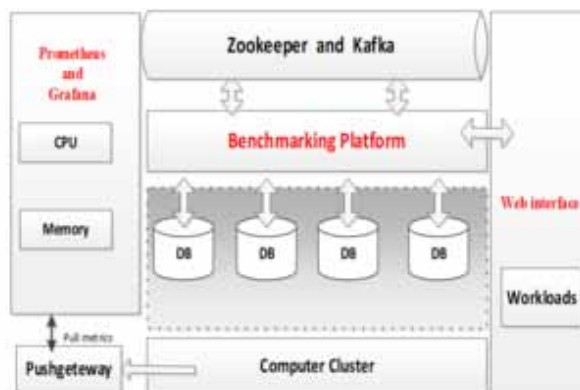 Prometheus
and
Grafana
CPU
Memory
Zookeeper and Kafka
Benchmarking Platform
DB
DB
DB
DB
Web interface
Workloads
Pull metrics
Pushgeteway
Computer Cluster